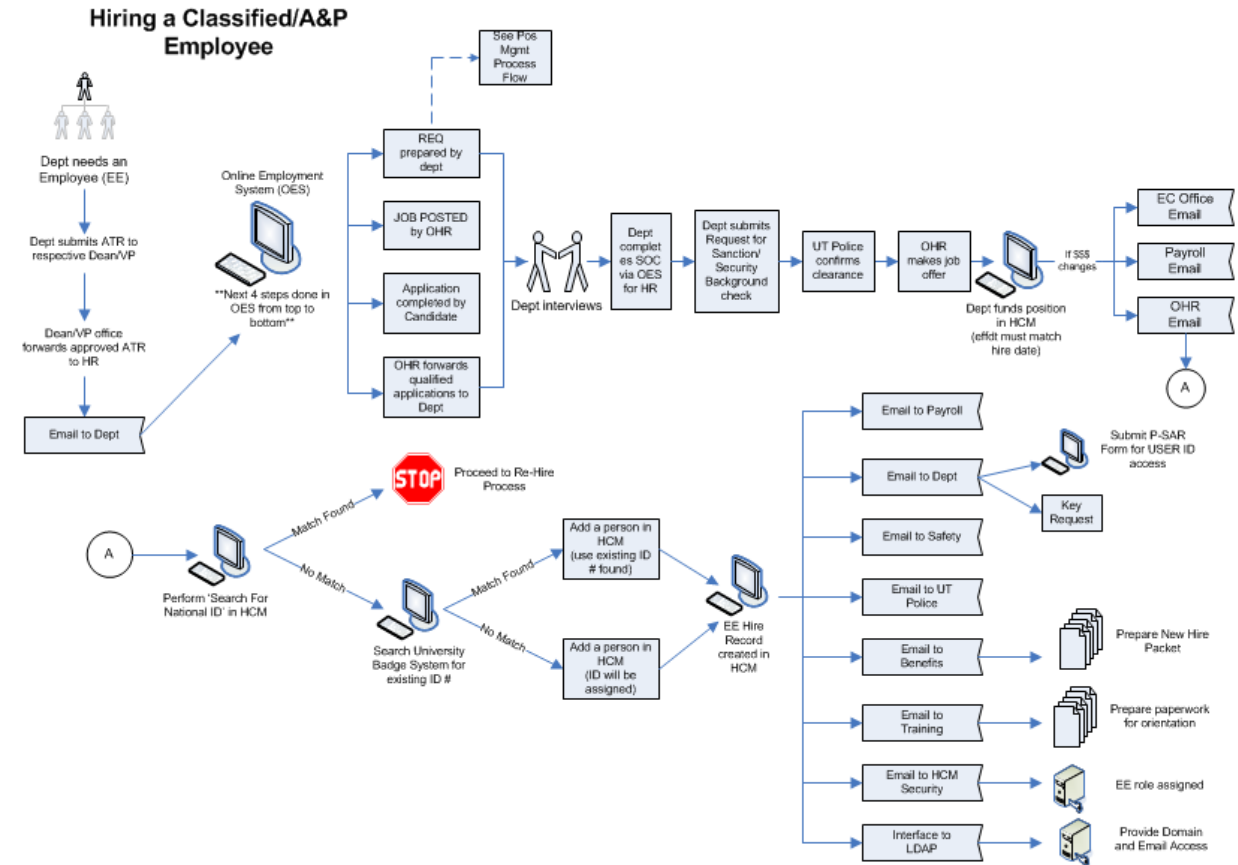 Hiring a Classified/A&P
Employee
See Pos
Mgmt
Process
Flow
Dept needs an
Employee (EE)
Dept submits ATR to
respective Dean/VP
Dean/VP office
forwards approved ATR
to HR
Email to Dept
Online Employment
System (OES)
**Next 4 steps done in
OES from top to
bottom**
REQ
prepared by
dept
JOB POSTED
by OHR
Application
completed by
Candidate
OHR forwards
qualified
applications to
Dept
Dept interviews
Dept
complet
es SOC
via OES
for HR
Dept submits
Request for
Sanction/
Security
Background
check
UT Police
confirms
clearance
OHR
makes job
offer
Dept funds position
in HCM
(effdt must match
hire date)
If $$$
changes
EC Office
Email
Payroll
Email
OHR
Email
A
A
Perform 'Search For
National ID' in HCM
Match Found
STOP
Proceed to Re-Hire
Process
No Match
Search University
Badge System for
existing ID #
Match Found
Add a person in
HCM
(use existing ID
# found)
No Match
Add a person in
HCM
(ID will be
assigned)
EE Hire
Record
created in
HCM
Email to Payroll
Email to Dept
Submit P-SAR
Form for USER ID
access
Key
Request
Email to Safety
Email to UT
Police
Email to
Benefits
Prepare New Hire
Packet
Email to
Training
Prepare paperwork
for orientation
Email to HCM
Security
EE role assigned
Interface to
LDAP
Provide Domain
and Email Access